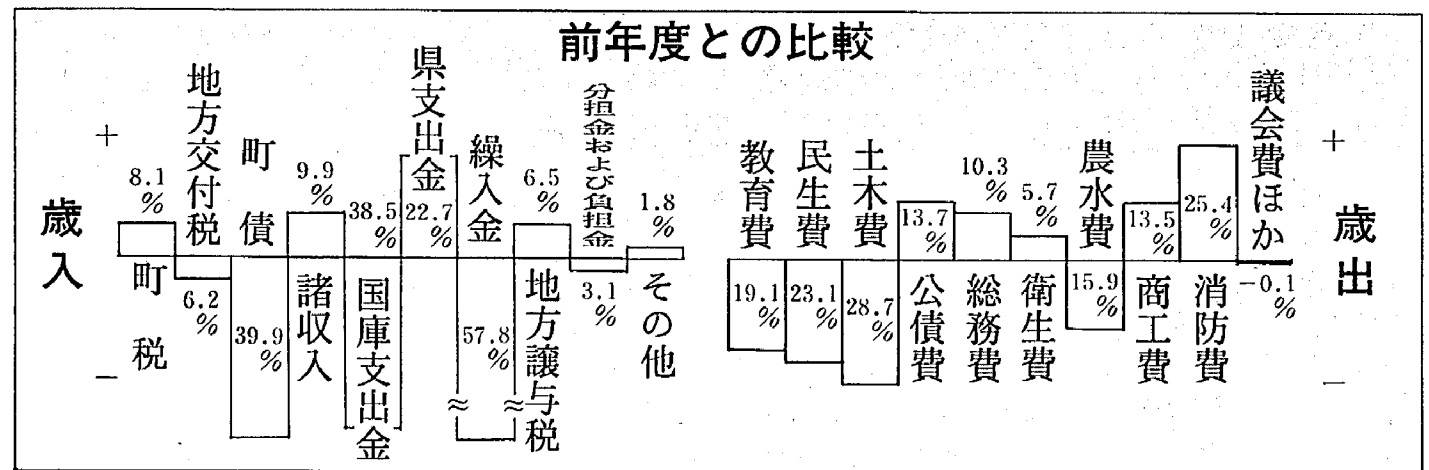 前年度との比較
歳入
+
−
町税
8.1%
地方交付税
6.2%
町債
39.9%
諸収入
9.9%
国庫支出金
38.5%
県支出金
22.7%
繰入金
57.8%
地方譲与税
6.5%
分担金および負担金
3.1%
その他
1.8%
教育費
19.1%
民生費
23.1%
土木費
28.7%
公債費
13.7%
総務費
10.3%
衛生費
5.7%
農水費
15.9%
商工費
13.5%
消防費
25.4%
議会費ほか
−0.1%
+
−
歳出